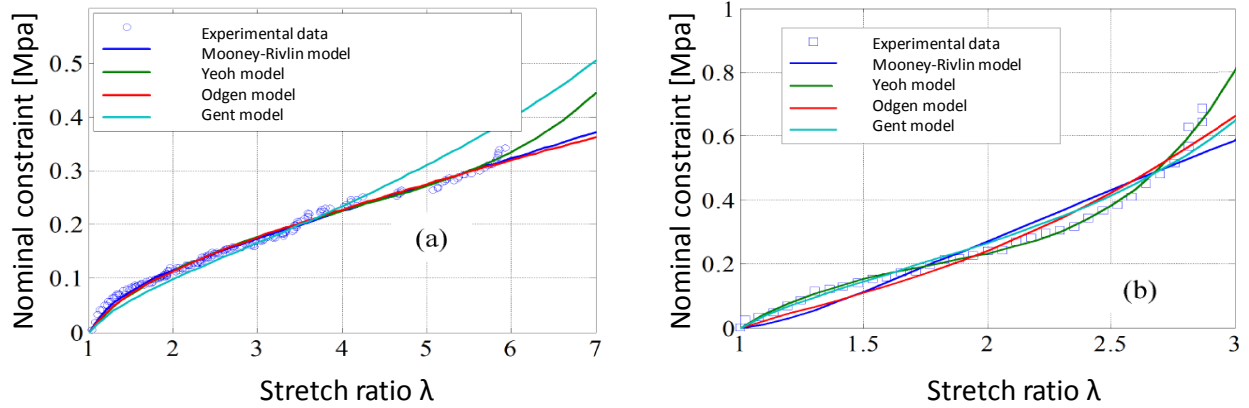 Nominal constraint [Mpa]
Experimental data
Mooney-Rivlin model
Yeoh model
Odgen model
Gent model
0.5
0.4
0.3
0.2
0.1
0
(a)
1 2 3 4 5 6 7
Stretch ratio λ
Nominal constraint [Mpa]
Experimental data
Mooney-Rivlin model
Yeoh model
Odgen model
Gent model
1
0.8
0.6
0.4
0.2
0
(b)
1 1.5 2 2.5 3
Stretch ratio λ